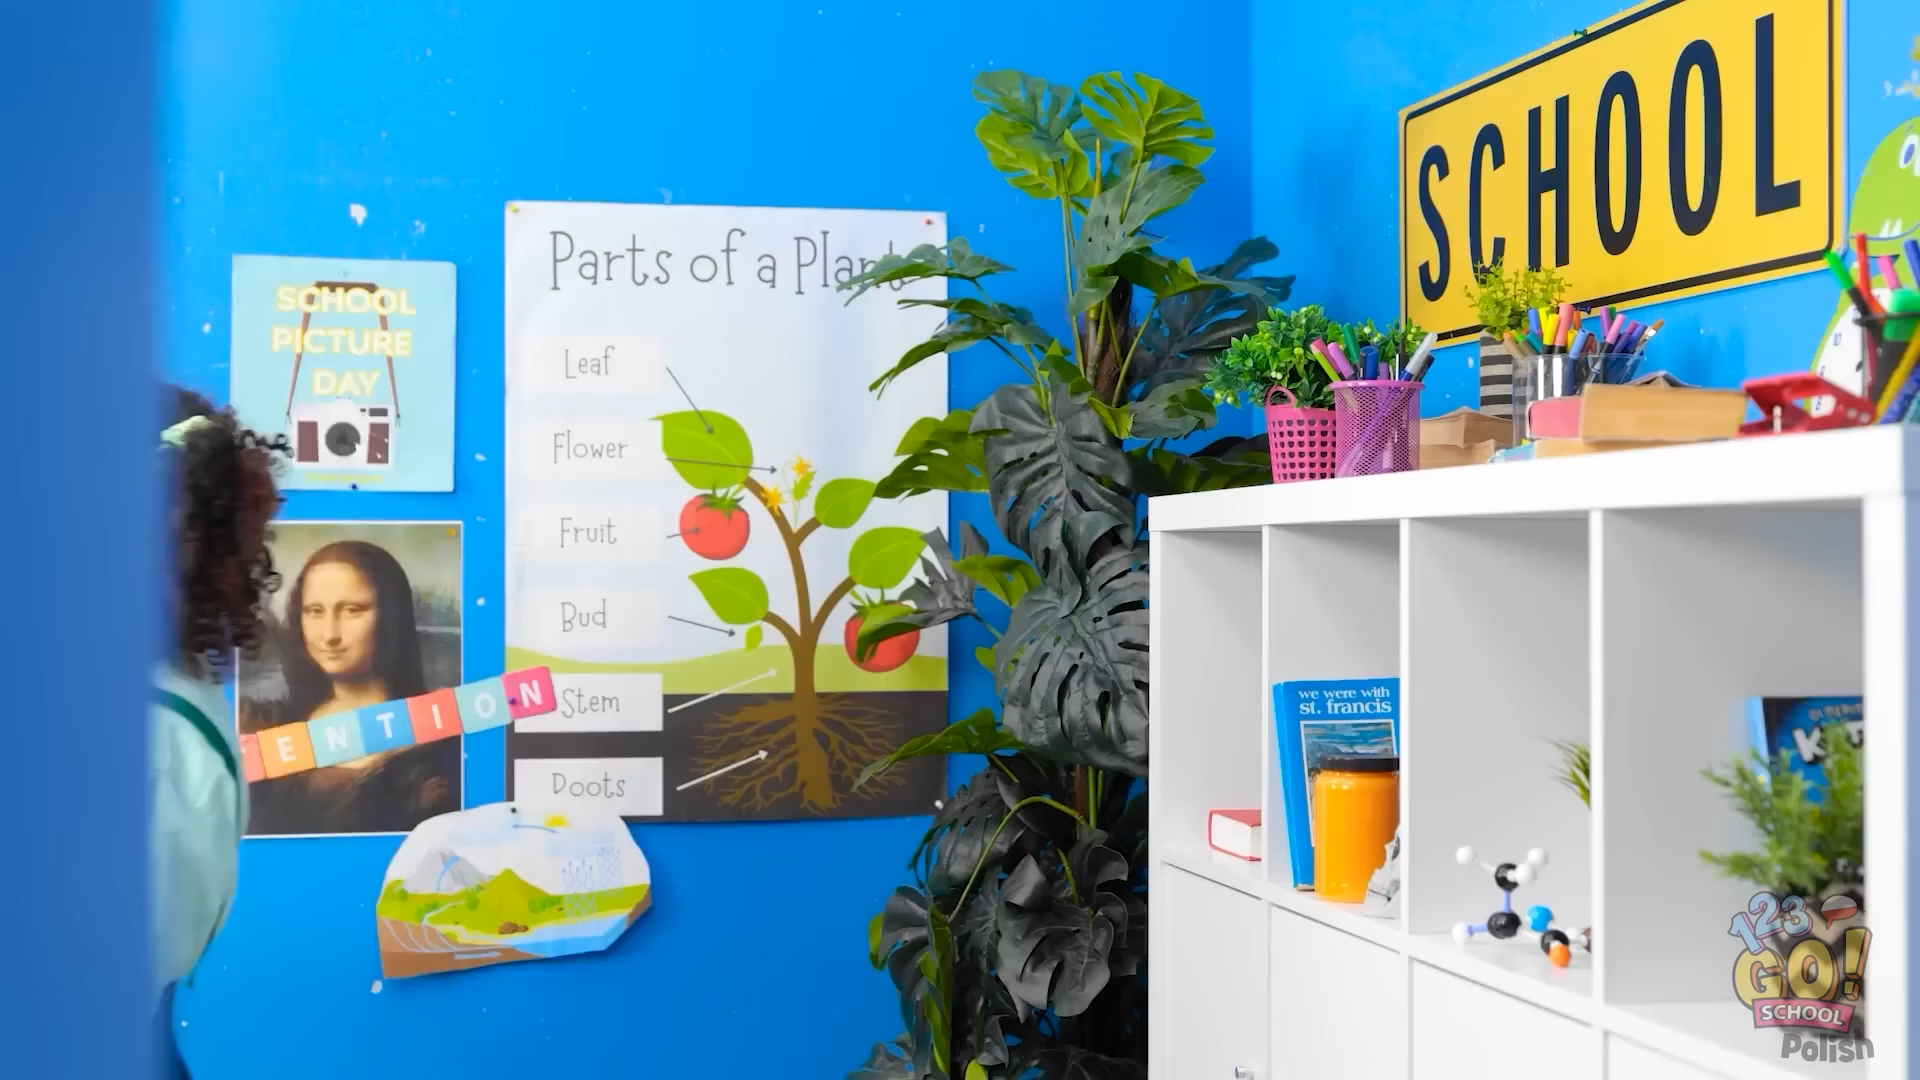 SCHOOL
PICTURE
DAY
Parts of a Plant
Leaf
Flower
Fruit
Bud
Stem
Doots
ENTION
SCHOOL
we were with
st. francis
123
GO!
SCHOOL
Polish